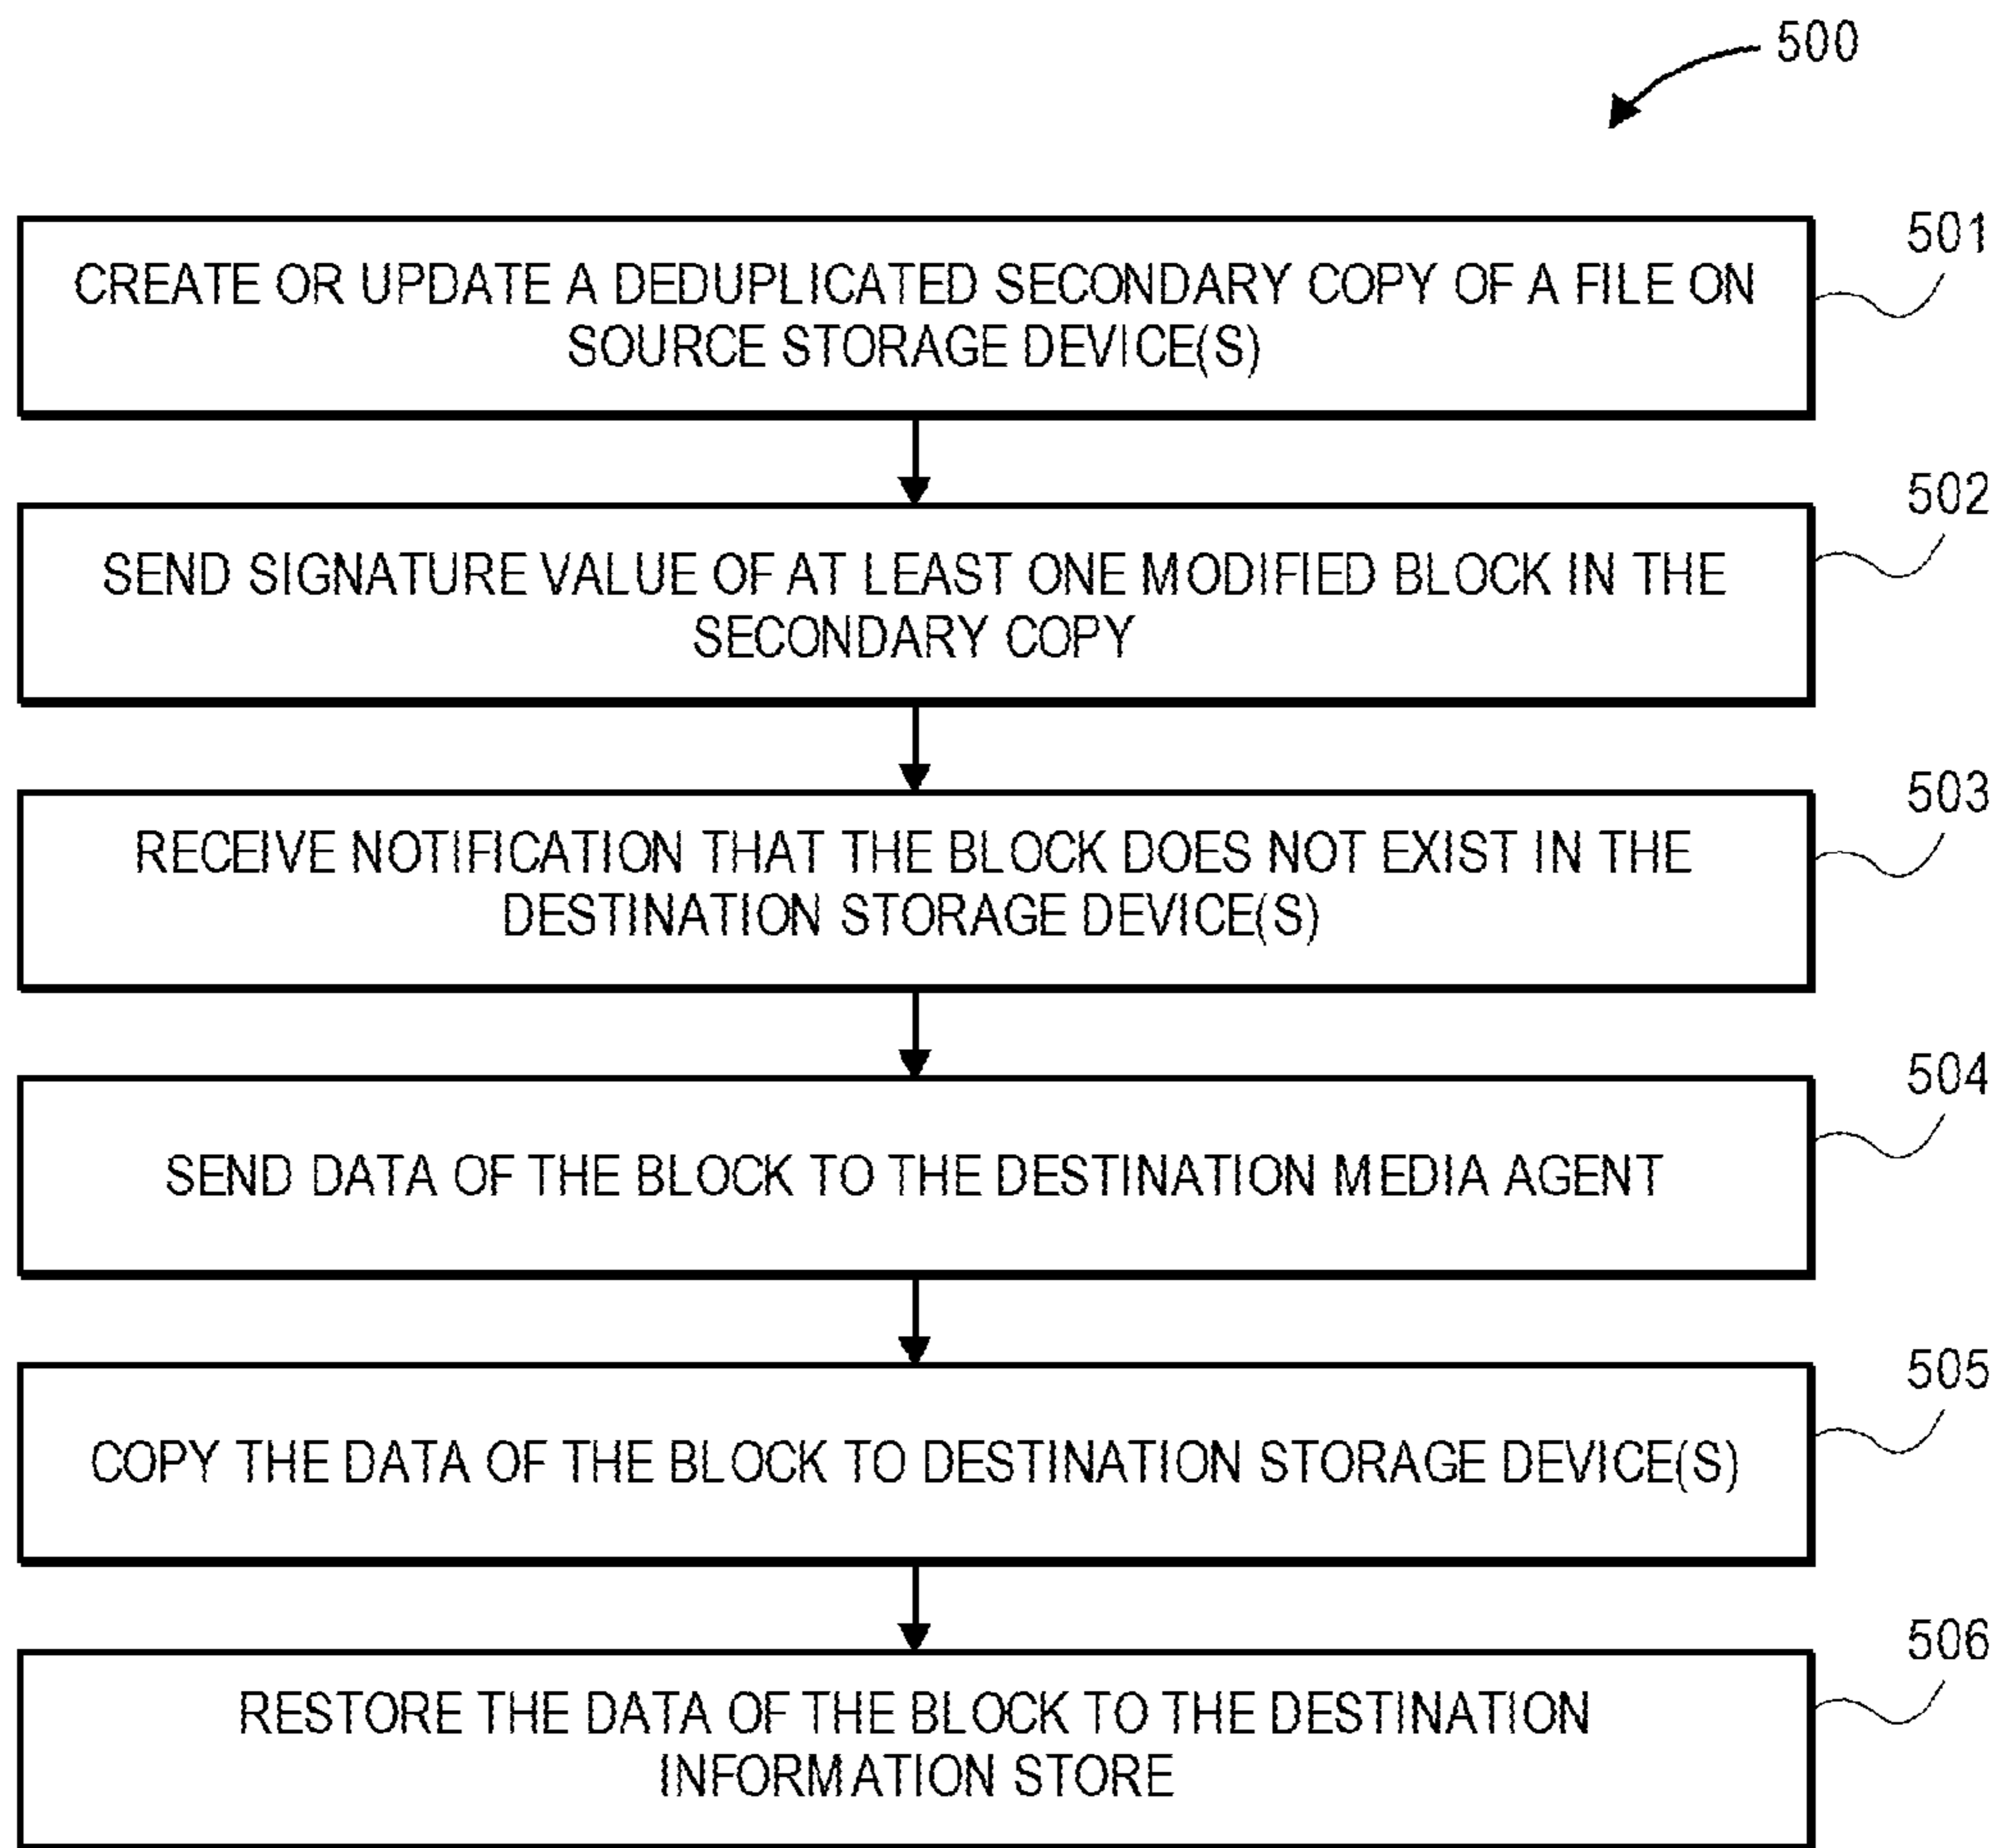 500
501
CREATE OR UPDATE A DEDUPLICATED SECONDARY COPY OF A FILE ON
SOURCE STORAGE DEVICE(S)
502
SEND SIGNATURE VALUE OF AT LEAST ONE MODIFIED BLOCK IN THE
SECONDARY COPY
503
RECEIVE NOTIFICATION THAT THE BLOCK DOES NOT EXIST IN THE
DESTINATION STORAGE DEVICE(S)
504
SEND DATA OF THE BLOCK TO THE DESTINATION MEDIA AGENT
505
COPY THE DATA OF THE BLOCK TO DESTINATION STORAGE DEVICE(S)
506
RESTORE THE DATA OF THE BLOCK TO THE DESTINATION
INFORMATION STORE